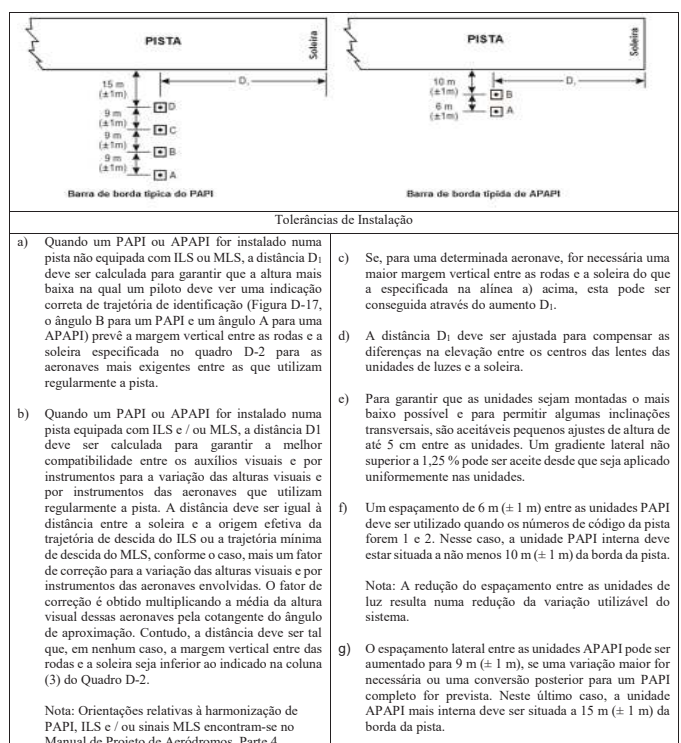 PISTA
Soleira
D₁
15 m
(±1m)
D
9 m
(±1m)
C
9 m
(±1m)
B
9 m
(±1m)
A
Barra de borda típica do PAPI
PISTA
Soleira
D₁
10 m
(±1m)
B
6 m
(±1m)
A
Barra de borda típida de APAPI
Tolerâncias de Instalação
a) Quando um PAPI ou APAPI for instalado numa
pista não equipada com ILS ou MLS, a distância D₁
deve ser calculada para garantir que a altura mais
baixa na qual um piloto deve ver uma indicação
correta de trajetória de identificação (Figura D-17,
o ângulo B para um PAPI e um ângulo A para uma
APAPI) prevê a margem vertical entre as rodas e a
soleira especificada no quadro D-2 para as
aeronaves mais exigentes entre as que utilizam
regularmente a pista.
b) Quando um PAPI ou APAPI for instalado numa
pista equipada com ILS e / ou MLS, a distância D1
deve ser calculada para garantir a melhor
compatibilidade entre os auxílios visuais e por
instrumentos para a variação das alturas visuais e
por instrumentos das aeronaves que utilizam
regularmente a pista. A distância deve ser igual à
distância entre a soleira e a origem efetiva da
trajetória de descida do ILS ou a trajetória mínima
de descida do MLS, conforme o caso, mais um fator
de correção para a variação das alturas visuais e por
instrumentos das aeronaves envolvidas. O fator de
correção é obtido multiplicando a média da altura
visual dessas aeronaves pela cotangente do ângulo
de aproximação. Contudo, a distância deve ser tal
que, em nenhum caso, a margem vertical entre das
rodas e a soleira seja inferior ao indicado na coluna
(3) do Quadro D-2.
Nota: Orientações relativas à harmonização de
PAPI, ILS e / ou sinais MLS encontram-se no
Manual de Projeto de Aeródromos, Parte 4
c) Se, para uma determinada aeronave, for necessária uma
maior margem vertical entre as rodas e a soleira do que
a especificada na alínea a) acima, esta pode ser
conseguida através do aumento D₁.
d) A distância D₁ deve ser ajustada para compensar as
diferenças na elevação entre os centros das lentes das
unidades de luzes e a soleira.
e) Para garantir que as unidades sejam montadas o mais
baixo possível e para permitir algumas inclinações
transversais, são aceitáveis pequenos ajustes de altura de
até 5 cm entre as unidades. Um gradiente lateral não
superior a 1,25 % pode ser aceite desde que seja aplicado
uniformemente nas unidades.
f) Um espaçamento de 6 m (± 1 m) entre as unidades PAPI
deve ser utilizado quando os números de código da pista
forem 1 e 2. Nesse caso, a unidade PAPI interna deve
estar situada a não menos 10 m (± 1 m) da borda da pista.
Nota: A redução do espaçamento entre as unidades de
luz resulta numa redução da variação utilizável do
sistema.
g) O espaçamento lateral entre as unidades APAPI pode ser
aumentado para 9 m (± 1 m), se uma variação maior for
necessária ou uma conversão posterior para um PAPI
completo for prevista. Neste último caso, a unidade
APAPI mais interna deve ser situada a 15 m (± 1 m) da
borda da pista.